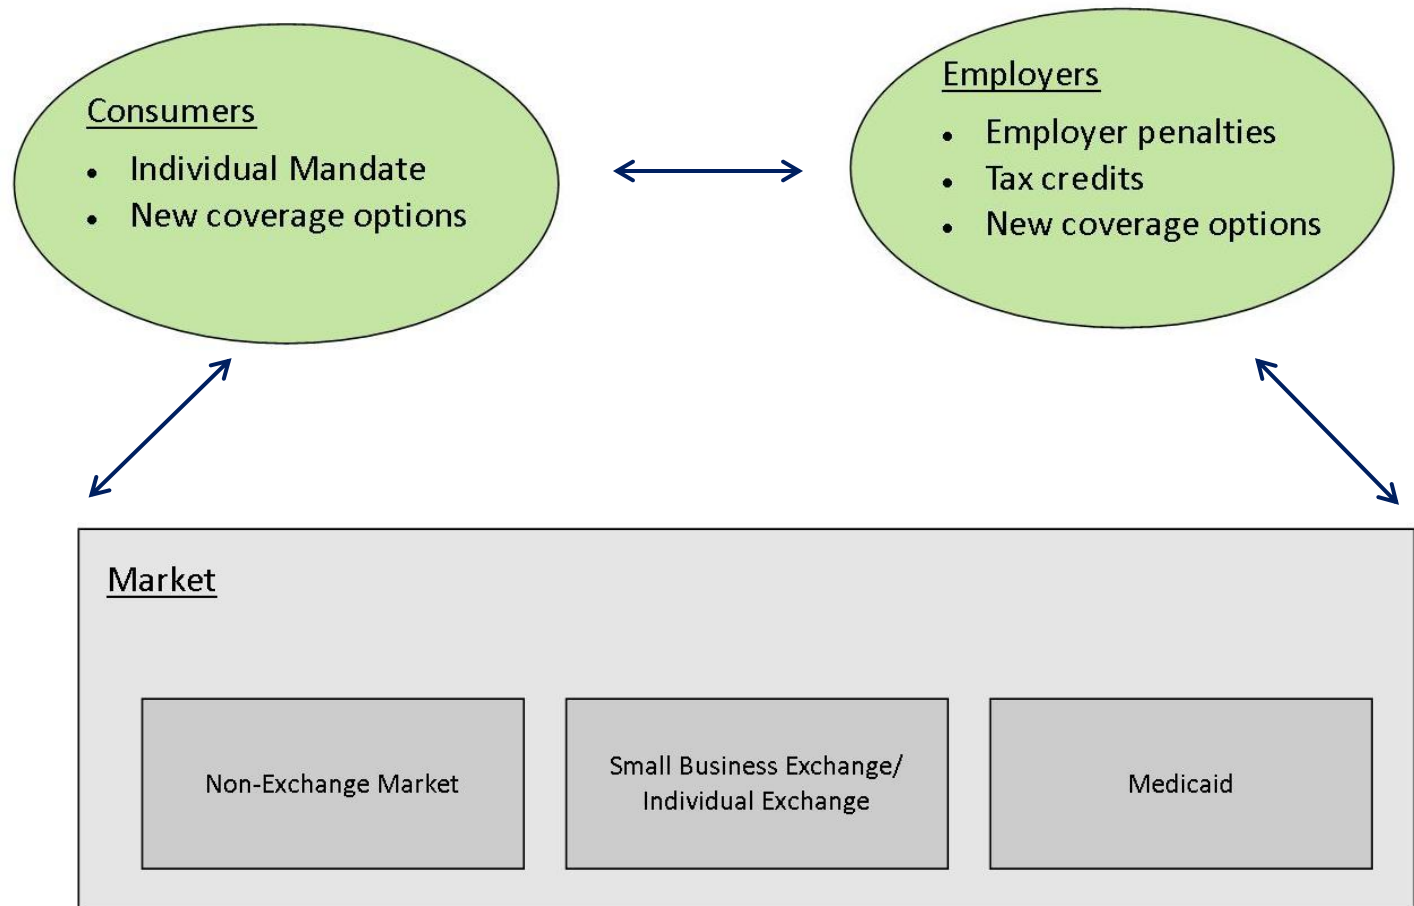 Consumers
• Individual Mandate
• New coverage options
Employers
• Employer penalties
• Tax credits
• New coverage options
Market
Non-Exchange Market
Small Business Exchange/
Individual Exchange
Medicaid